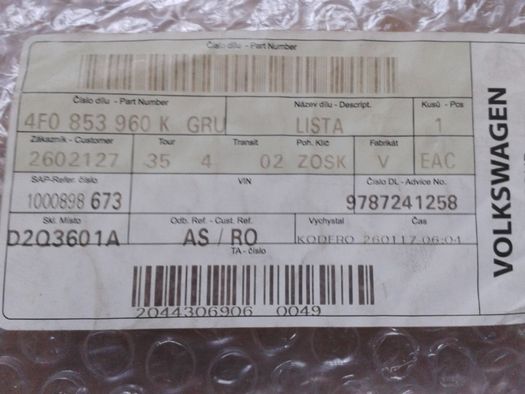 Číslo dílu - Part Number
Číslo dílu - Part Number Název dílu - Descript. Kusů - Pos
4F0 853 960 K GRU LISTA 1
Zákazník - Customer Tour Transit Poh. Klíč Fabrikát
2602127 35 4 02 ZOSK V EAC
SAP-Refer. číslo VIN Číslo DL - Advice No.
1000898 673 9787241258
Skl. Místo Odb. Ref. - Cust. Ref. Vychystal Čas
D2Q3601A AS / RO KODERO 260117 06:04
TA - číslo
2044306906 0049
VOLKSWAGEN